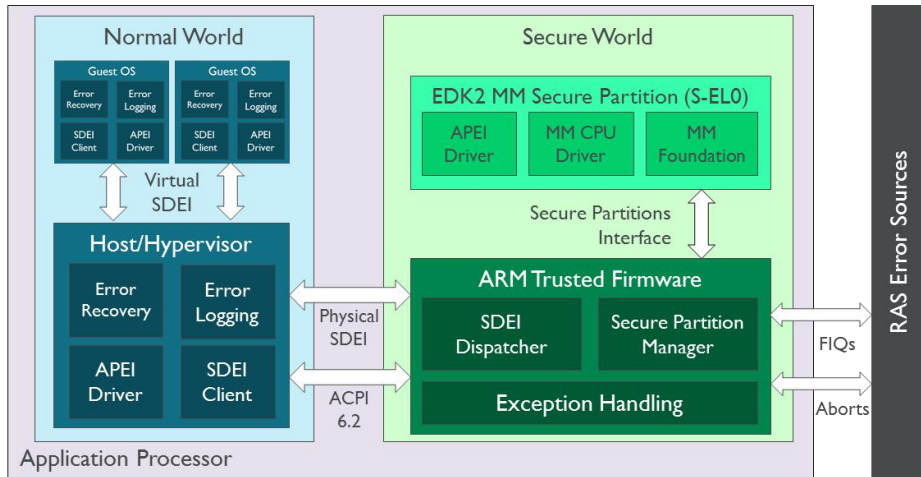 Normal World
Guest OS
Error
Recovery
Error
Logging
SDEI
Client
APEI
Driver
Guest OS
Error
Recovery
Error
Logging
SDEI
Client
APEI
Driver
Virtual
SDEI
Host/Hypervisor
Error
Recovery
Error
Logging
APEI
Driver
SDEI
Client
Physical
SDEI
ACPI
6.2
Secure World
EDK2 MM Secure Partition (S-EL0)
APEI
Driver
MM CPU
Driver
MM
Foundation
Secure Partitions
Interface
ARM Trusted Firmware
SDEI
Dispatcher
Secure Partition
Manager
Exception Handling
FIQs
Aborts
RAS Error Sources
Application Processor